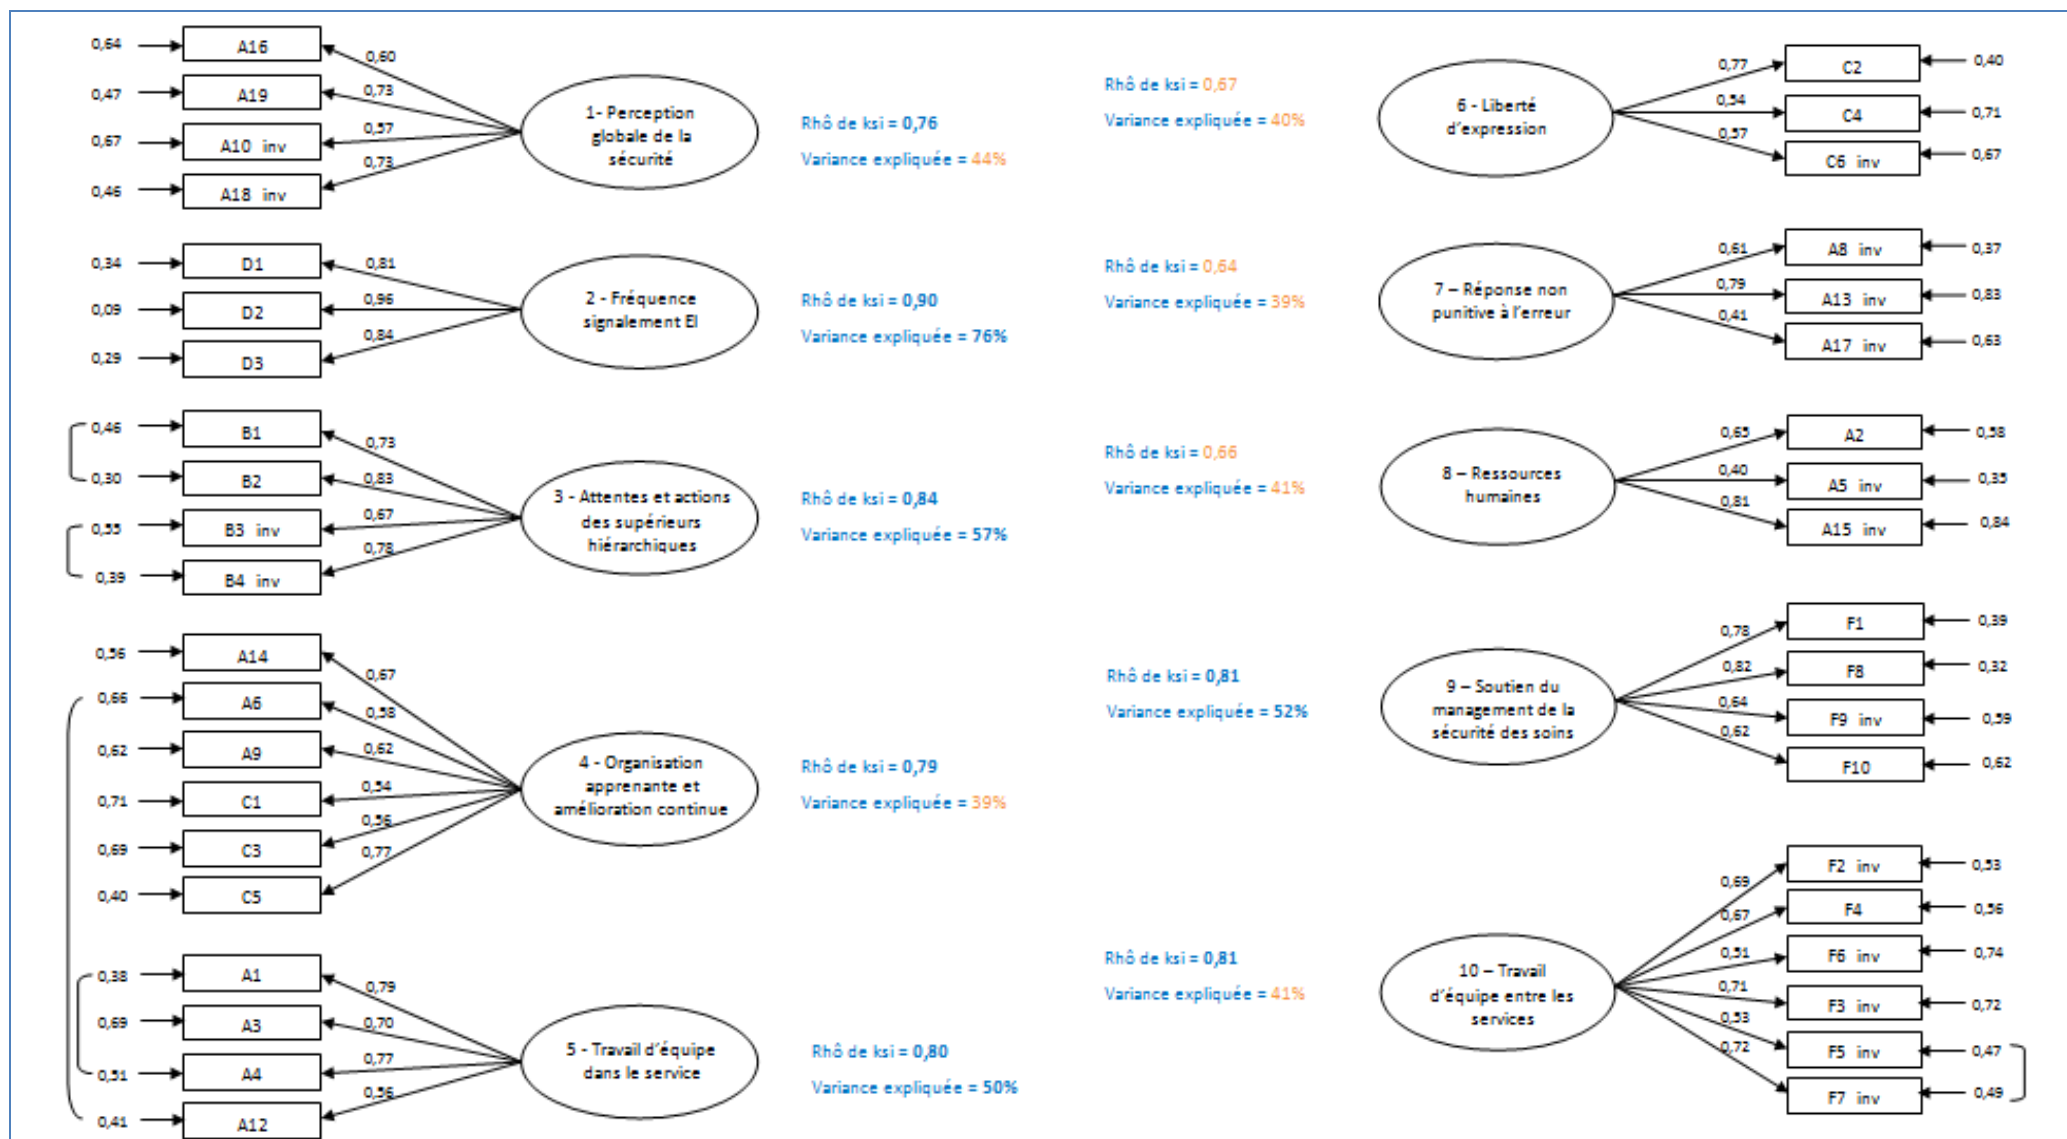 0,64
A16
0,60
0,47
A19
0,73
0,67
A10 inv
0,57
0,46
A18 inv
0,73
1- Perception
globale de la
sécurité
Rhô de ksi = 0,76
Variance expliquée = 44%
0,34
D1
0,81
0,09
D2
0,96
0,29
D3
0,84
2 - Fréquence
signalement EI
Rhô de ksi = 0,90
Variance expliquée = 76%
0,46
B1
0,73
0,30
B2
0,83
0,55
B3 inv
0,67
0,39
B4 inv
0,78
3 - Attentes et actions
des supérieurs
hiérarchiques
Rhô de ksi = 0,84
Variance expliquée = 57%
0,56
A14
0,67
0,66
A6
0,58
0,62
A9
0,62
0,71
C1
0,54
0,69
C3
0,56
0,40
C5
0,77
4 - Organisation
apprenante et
amélioration continue
Rhô de ksi = 0,79
Variance expliquée = 39%
0,38
A1
0,79
0,69
A3
0,70
0,51
A4
0,77
0,41
A12
0,56
5 - Travail d'équipe
dans le service
Rhô de ksi = 0,80
Variance expliquée = 50%
Rhô de ksi = 0,67
Variance expliquée = 40%
6 - Liberté
d'expression
0,77
C2
0,40
0,54
C4
0,71
0,57
C6 inv
0,67
Rhô de ksi = 0,64
Variance expliquée = 39%
7 – Réponse non
punitive à l'erreur
0,61
A8 inv
0,37
0,79
A13 inv
0,83
0,41
A17 inv
0,63
Rhô de ksi = 0,66
Variance expliquée = 41%
8 – Ressources
humaines
0,65
A2
0,58
0,40
A5 inv
0,35
0,81
A15 inv
0,84
Rhô de ksi = 0,81
Variance expliquée = 52%
9 – Soutien du
management de la
sécurité des soins
0,78
F1
0,39
0,82
F8
0,32
0,64
F9 inv
0,59
0,62
F10
0,62
Rhô de ksi = 0,81
Variance expliquée = 41%
10 – Travail
d'équipe entre les
services
0,69
F2 inv
0,53
0,67
F4
0,56
0,51
F6 inv
0,74
0,71
F3 inv
0,72
0,53
F5 inv
0,47
0,72
F7 inv
0,49